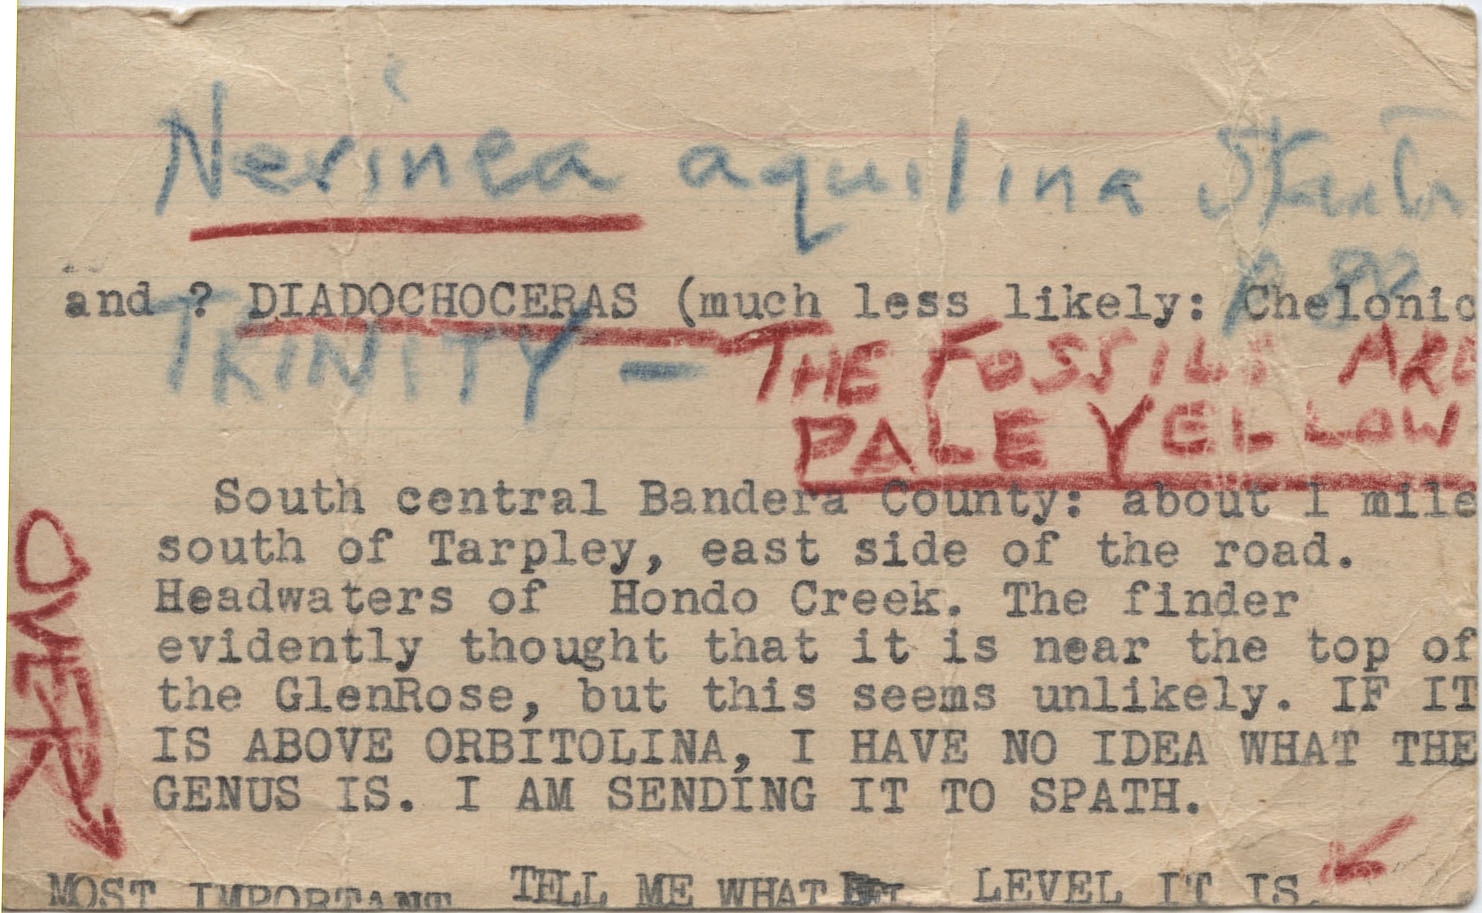 Nerinea aquilina Stanton
p 82
and ? DIADOCHOCERAS (much less likely: Chelonic
TRINITY — THE FOSSILS ARE
PALE YELLOW
South central Bandera County: about 1 mile
south of Tarpley, east side of the road.
Headwaters of Hondo Creek. The finder
evidently thought that it is near the top of
the GlenRose, but this seems unlikely. IF IT
IS ABOVE ORBITOLINA, I HAVE NO IDEA WHAT THE
GENUS IS. I AM SENDING IT TO SPATH.
OVER
MOST IMPORTANT TELL ME WHAT LEVEL IT IS.